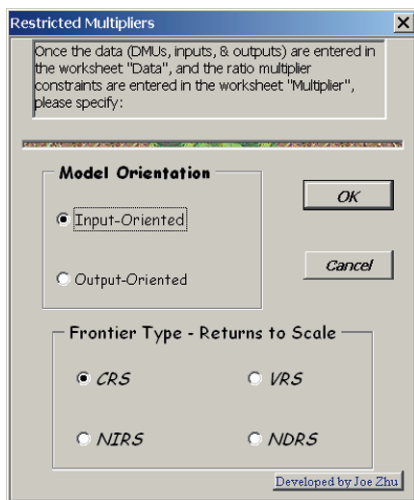 Restricted Multipliers
Once the data (DMUs, inputs, & outputs) are entered in
the worksheet "Data", and the ratio multiplier
constraints are entered in the worksheet "Multiplier",
please specify:
Model Orientation
Input-Oriented
Output-Oriented
OK
Cancel
Frontier Type - Returns to Scale
CRS
VRS
NIRS
NDRS
Developed by Joe Zhu